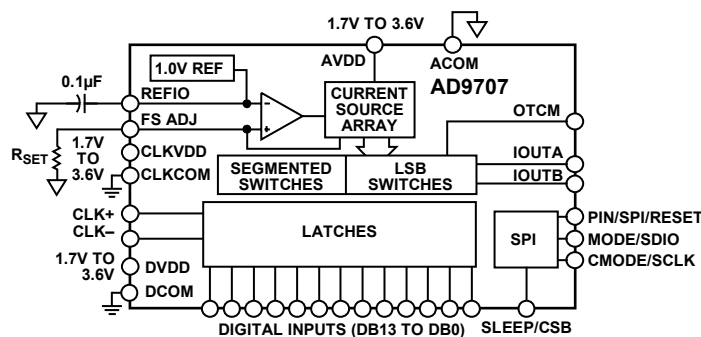 1.7V TO 3.6V
0.1µF
1.0V REF
AVDD
ACOM
AD9707
REFIO
CURRENT
SOURCE
ARRAY
OTCM
FS ADJ
RSET
1.7V
TO
3.6V
CLKVDD
CLKCOM
SEGMENTED
SWITCHES
LSB
SWITCHES
IOUTA
IOUTB
CLK+
CLK–
LATCHES
SPI
PIN/SPI/RESET
MODE/SDIO
CMODE/SCLK
1.7V TO
3.6V
DVDD
DCOM
DIGITAL INPUTS (DB13 TO DB0)
SLEEP/CSB